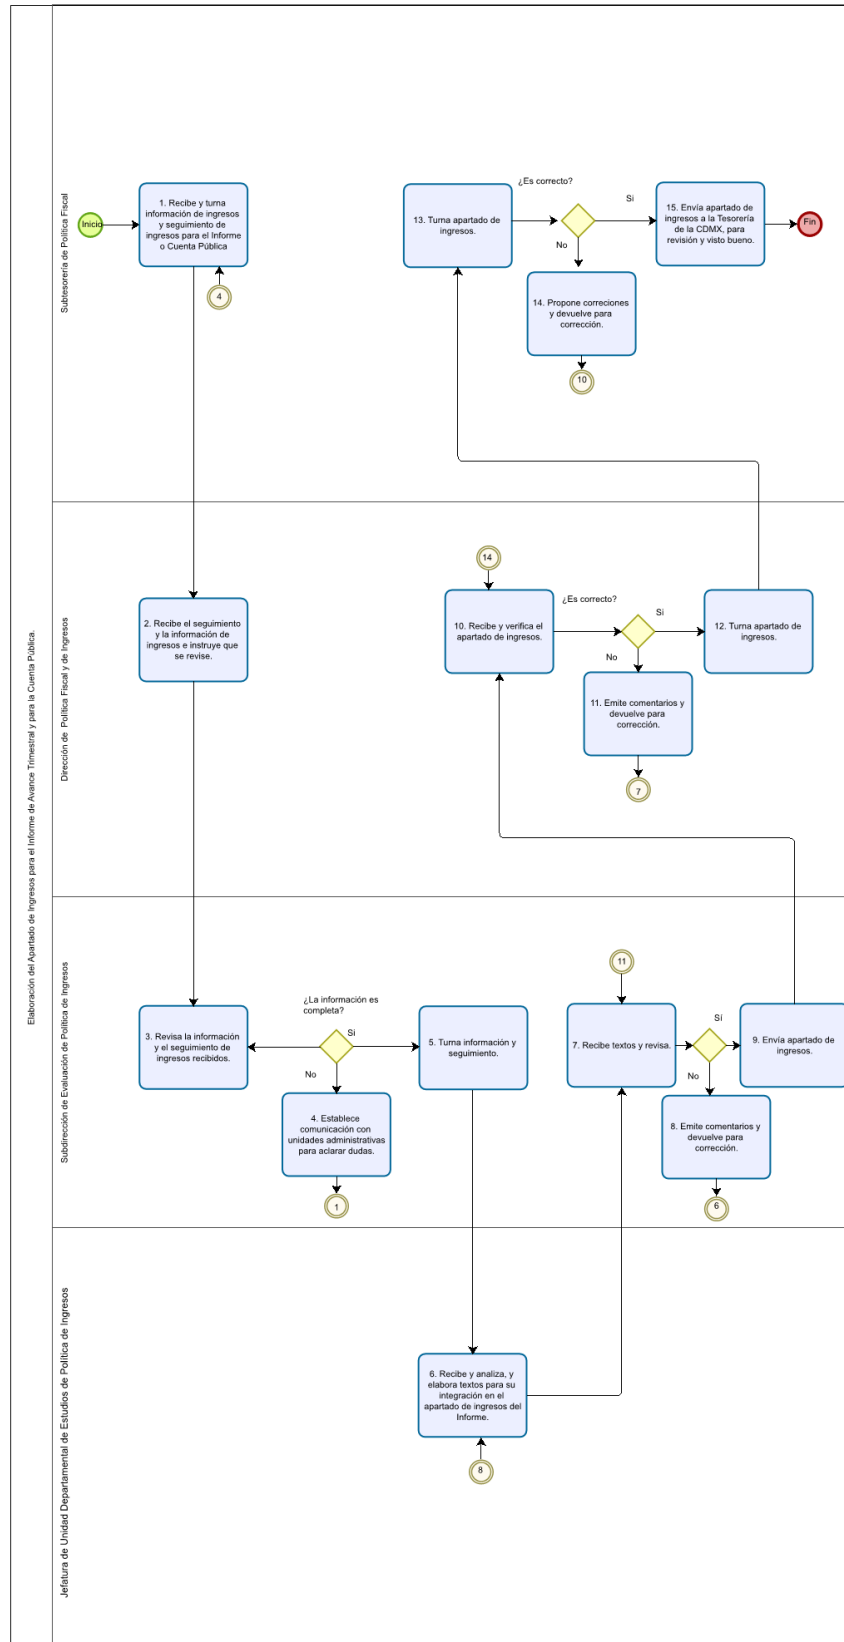 Elaboración del Apartado de Ingresos para el Informe de Avance Trimestral y para la Cuenta Pública.
Subtesorería de Política Fiscal
Inicio
1. Recibe y turna
información de ingresos
y seguimiento de
ingresos para el Informe
o Cuenta Pública
4
13. Turna apartado de
ingresos.
¿Es correcto?
Si
No
14. Propone correciones
y devuelve para
corrección.
10
15. Envía apartado de
ingresos a la Tesorería
de la CDMX, para
revisión y visto bueno.
Fin
Dirección de Política Fiscal y de Ingresos
2. Recibe el seguimiento
y la información de
ingresos e instruye que
se revise.
14
10. Recibe y verifica el
apartado de ingresos.
¿Es correcto?
Si
No
11. Emite comentarios y
devuelve para
corrección.
7
12. Turna apartado de
ingresos.
Subdirección de Evaluación de Política de Ingresos
3. Revisa la información
y el seguimiento de
ingresos recibidos.
¿La información es
completa?
Si
No
4. Establece
comunicación con
unidades administrativas
para aclarar dudas.
1
5. Turna información y
seguimiento.
11
7. Recibe textos y revisa.
Sí
No
8. Emite comentarios y
devuelve para
corrección.
6
9. Envía apartado de
ingresos.
Jefatura de Unidad Departamental de Estudios de Política de Ingresos
6. Recibe y analiza, y
elabora textos para su
integración en el
apartado de ingresos del
Informe.
8